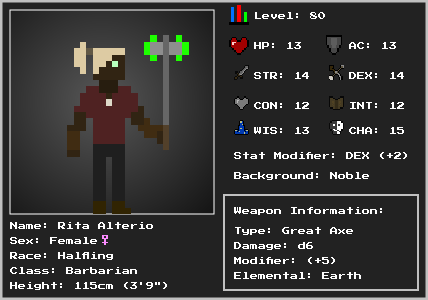 Level: 80
HP: 13 AC: 13
STR: 14 DEX: 14
CON: 12 INT: 12
WIS: 13 CHA: 15
Stat Modifier: DEX (+2)
Background: Noble
Name: Rita Alterio
Sex: Female♀
Race: Halfling
Class: Barbarian
Height: 115cm (3'9")
Weapon Information:
Type: Great Axe
Damage: d6
Modifier: (+5)
Elemental: Earth